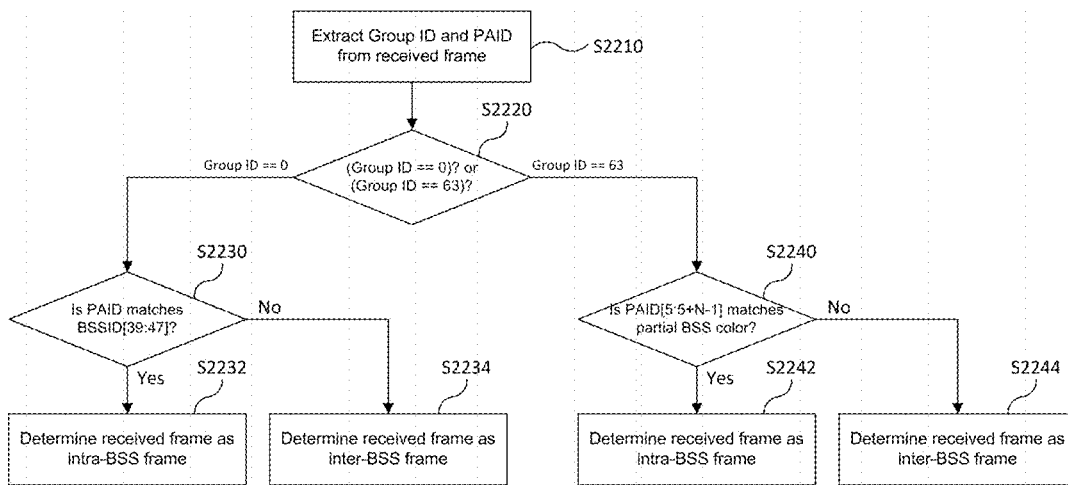 Extract Group ID and PAID
from received frame
S2210
S2220
Group ID == 0
(Group ID == 0)? or
(Group ID == 63)?
Group ID == 63
S2230
Is PAID matches
BSSID[39:47]?
No
Yes
S2240
Is PAID[5:5+N-1] matches
partial BSS color?
No
Yes
S2232
Determine received frame as
intra-BSS frame
S2234
Determine received frame as
inter-BSS frame
S2242
Determine received frame as
intra-BSS frame
S2244
Determine received frame as
inter-BSS frame